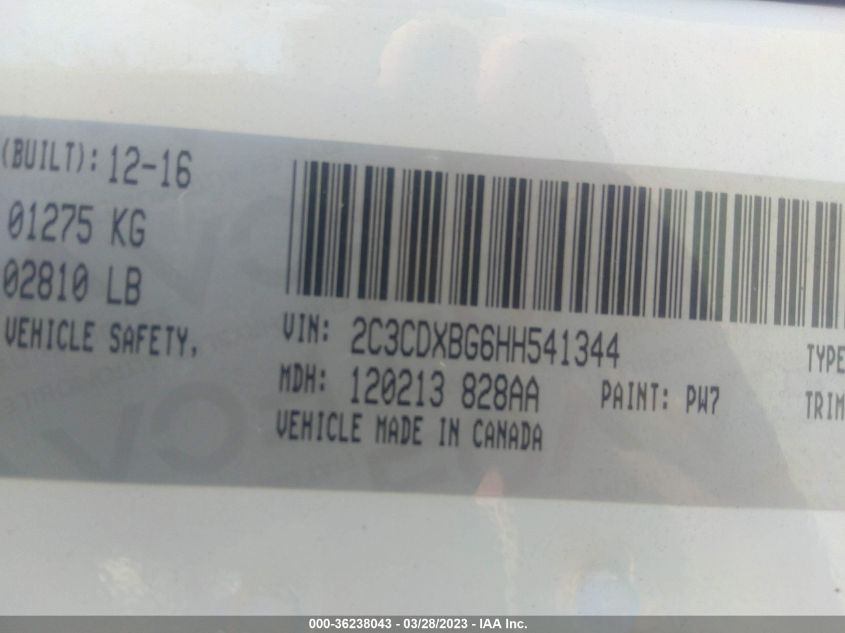 (BUILT): 12-16
01275 KG
02810 LB
VEHICLE SAFETY,
VIN: 2C3CDXBG6HH541344
MDH: 120213 828AA PAINT: PW7
VEHICLE MADE IN CANADA
TYPE
TRIM
000-36238043 - 03/28/2023 - IAA Inc.